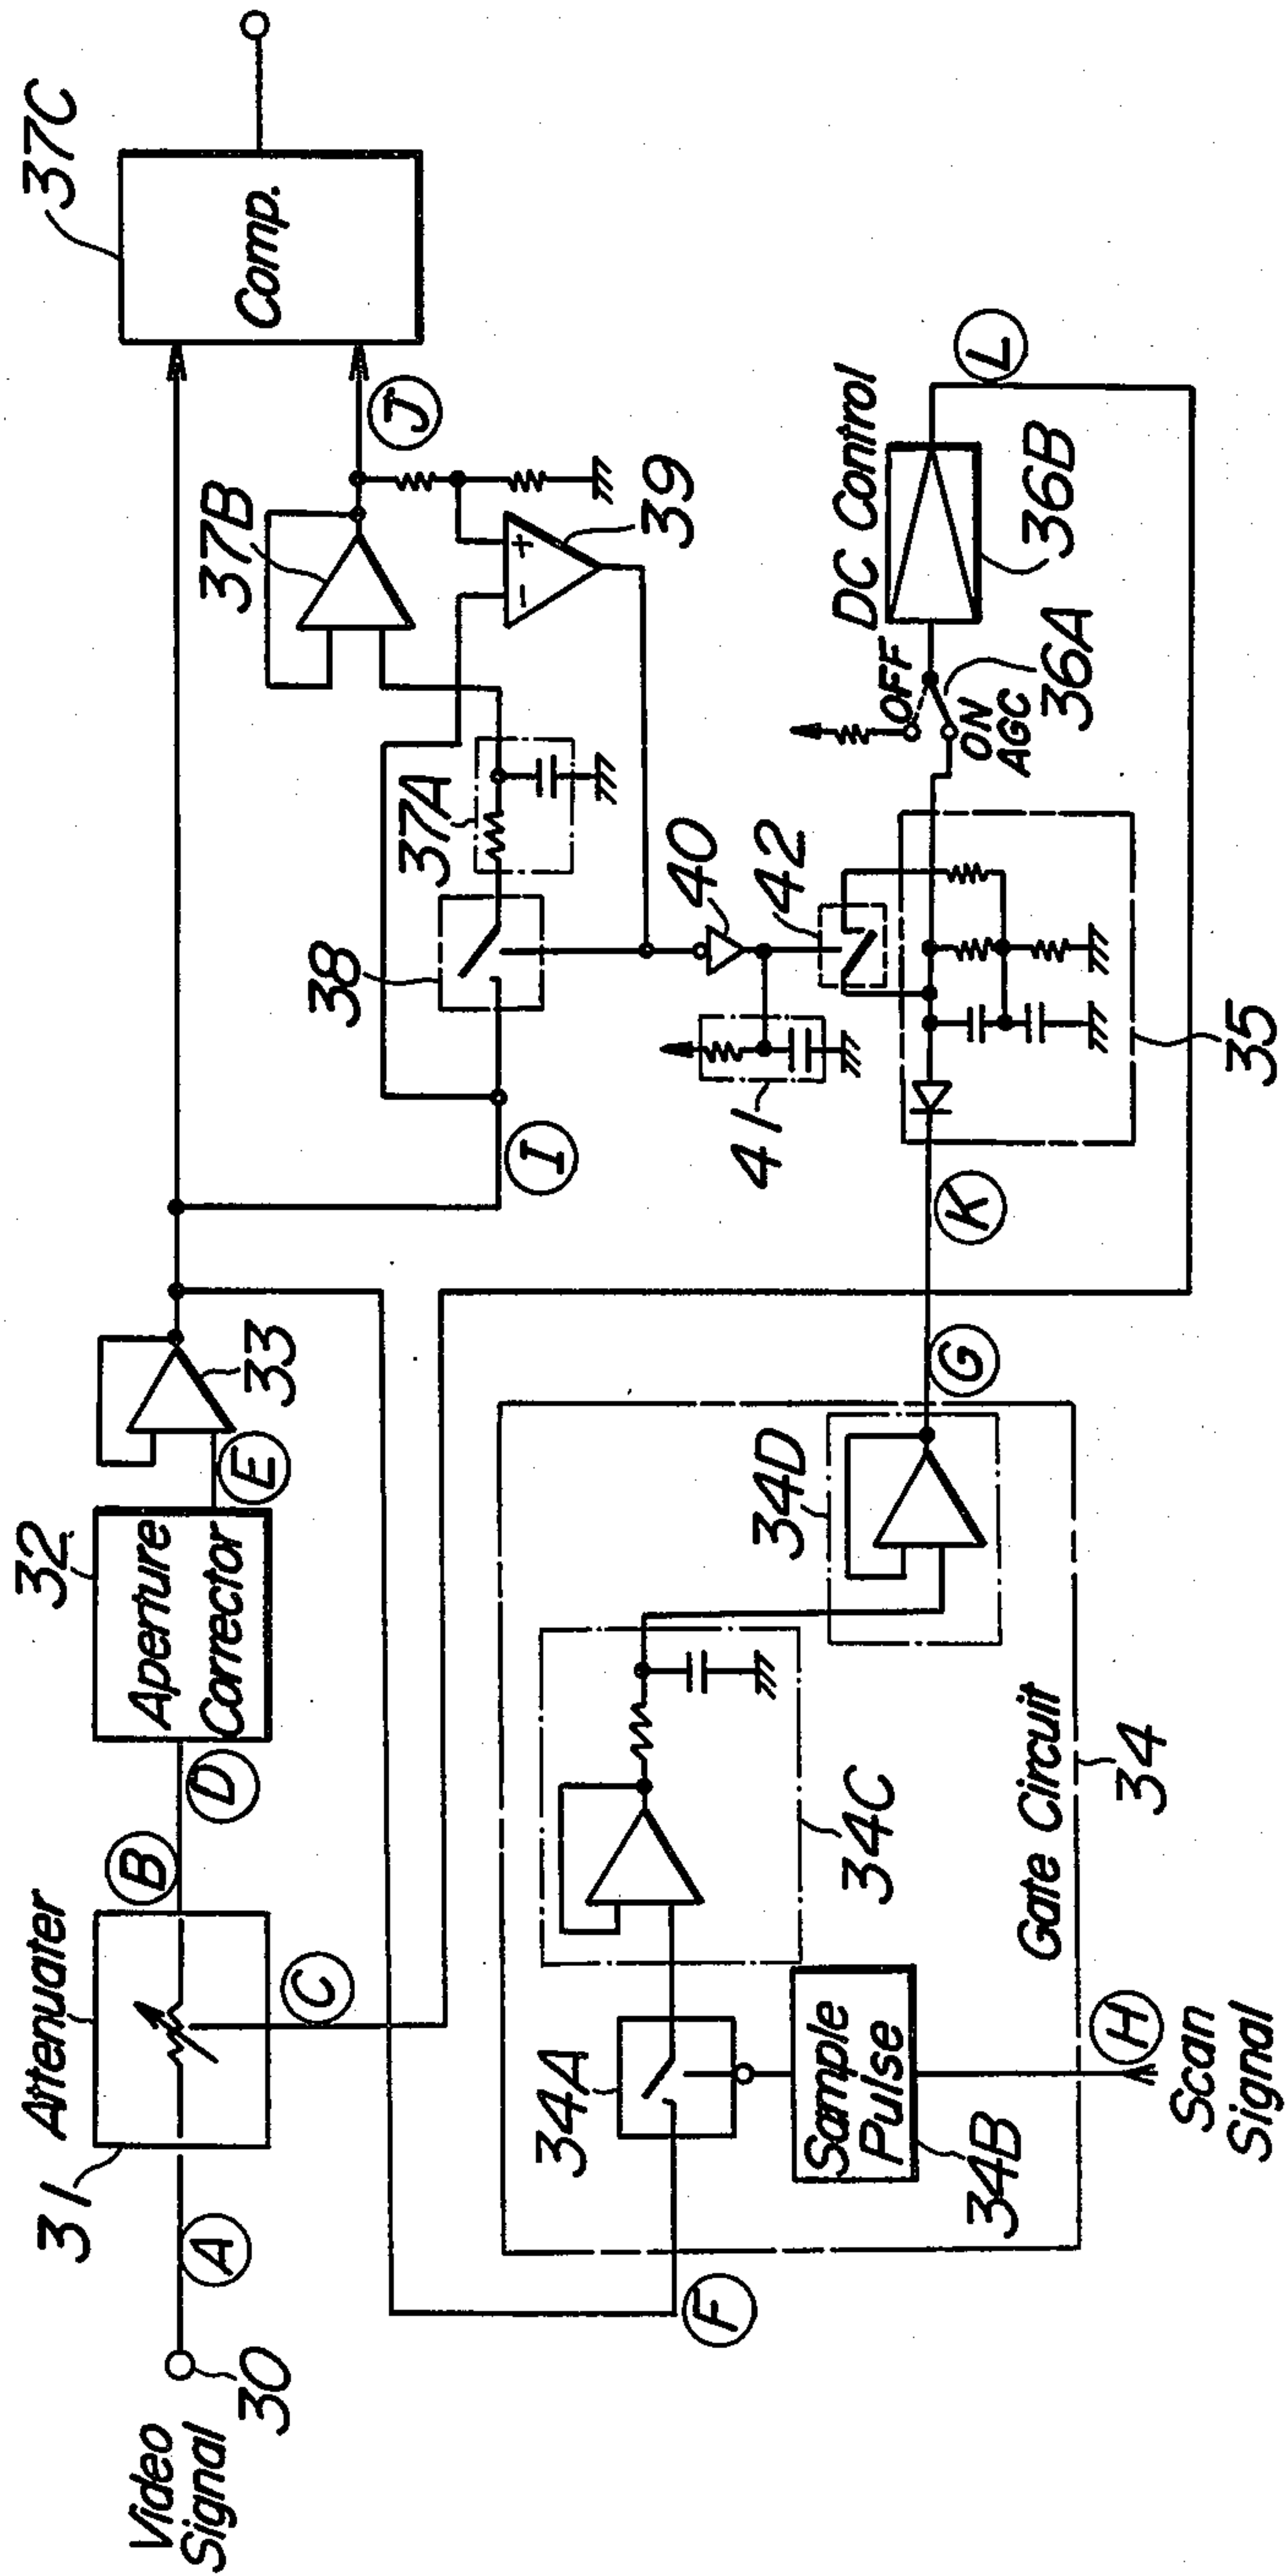 Video
Signal
30
A
31
Attenuater
B
C
D
32
Aperture
Corrector
E
33
37C
Comp.
J
37B
+
-
39
37A
38
I
40
41
42
DC Control
36B
L
OFF
ON
AGC
36A
35
K
G
34D
34C
34A
Sample
Pulse
34B
Gate Circuit
34
F
H
Scan
Signal